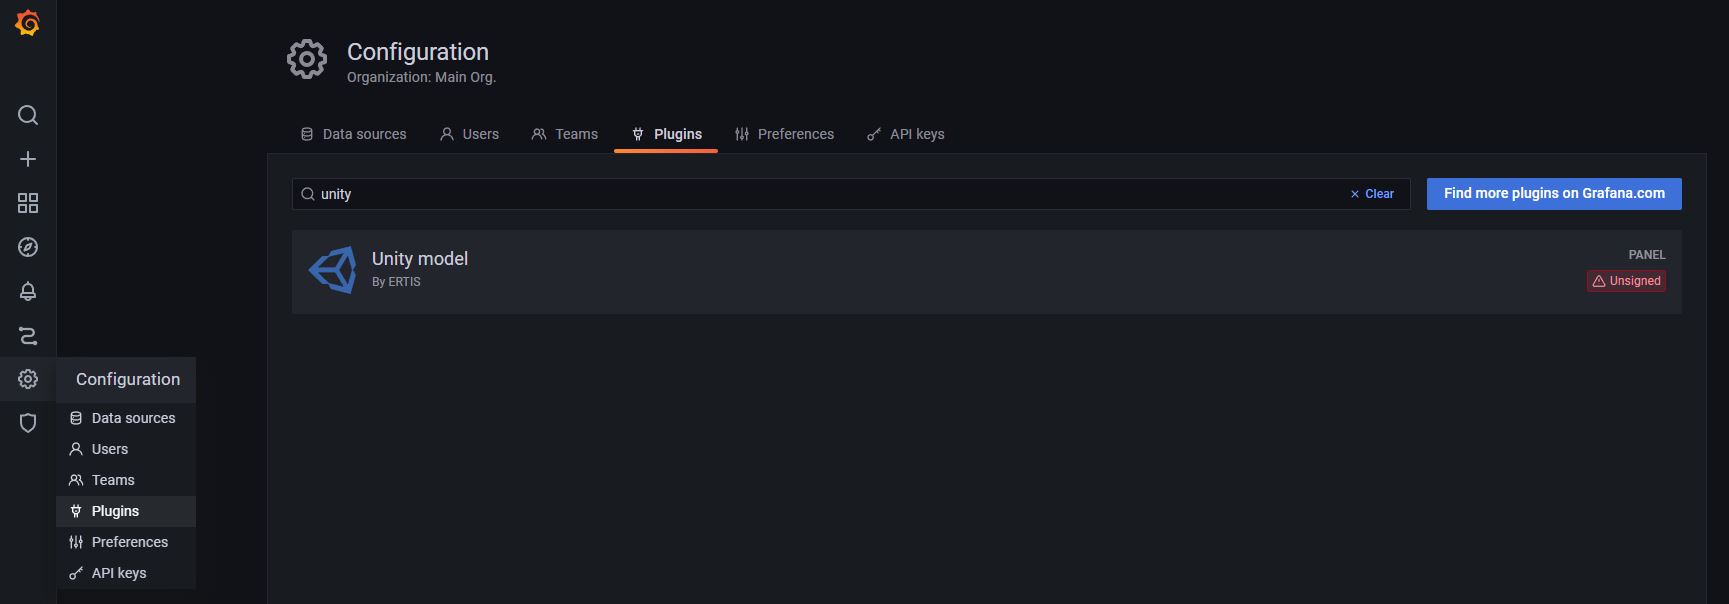 Configuration
Organization: Main Org.
Data sources Users Teams Plugins Preferences API keys
unity Clear Find more plugins on Grafana.com
Unity model
By ERTIS
PANEL
Unsigned
Configuration
Data sources
Users
Teams
Plugins
Preferences
API keys